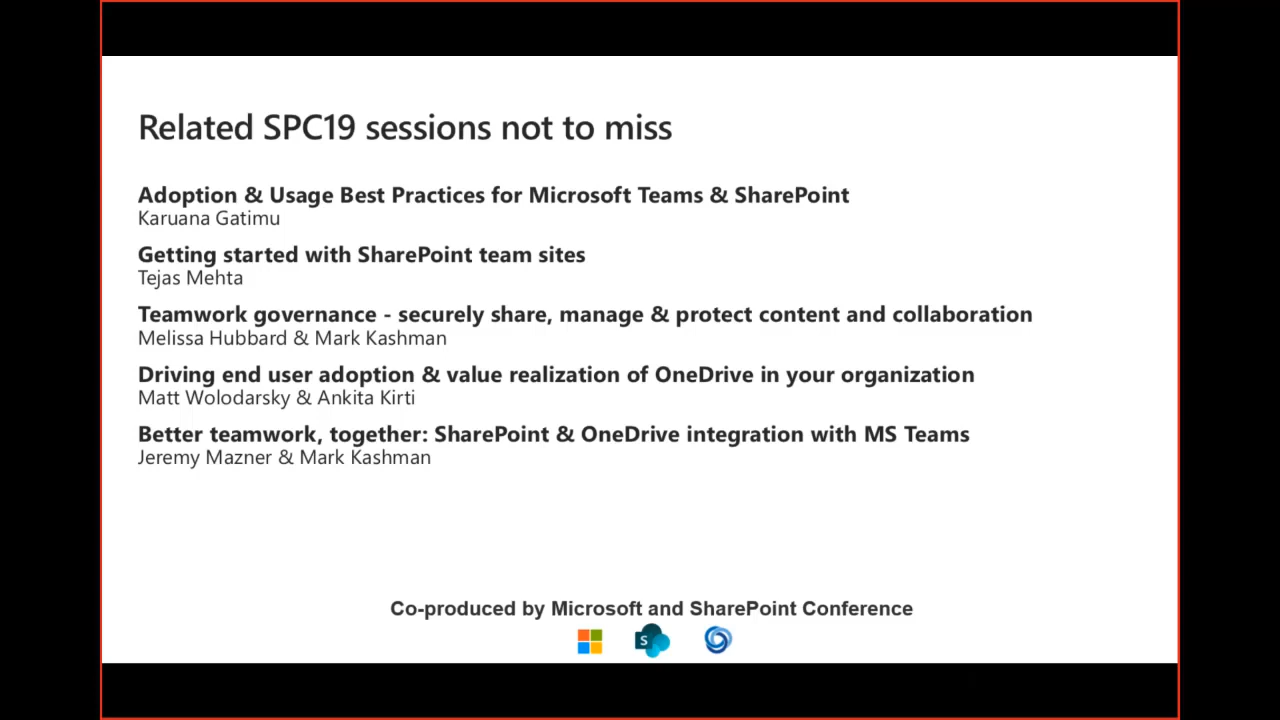 Related SPC19 sessions not to miss
Adoption & Usage Best Practices for Microsoft Teams & SharePoint
Karuana Gatimu
Getting started with SharePoint team sites
Tejas Mehta
Teamwork governance - securely share, manage & protect content and collaboration
Melissa Hubbard & Mark Kashman
Driving end user adoption & value realization of OneDrive in your organization
Matt Wolodarsky & Ankita Kirti
Better teamwork, together: SharePoint & OneDrive integration with MS Teams
Jeremy Mazner & Mark Kashman
Co-produced by Microsoft and SharePoint Conference
S